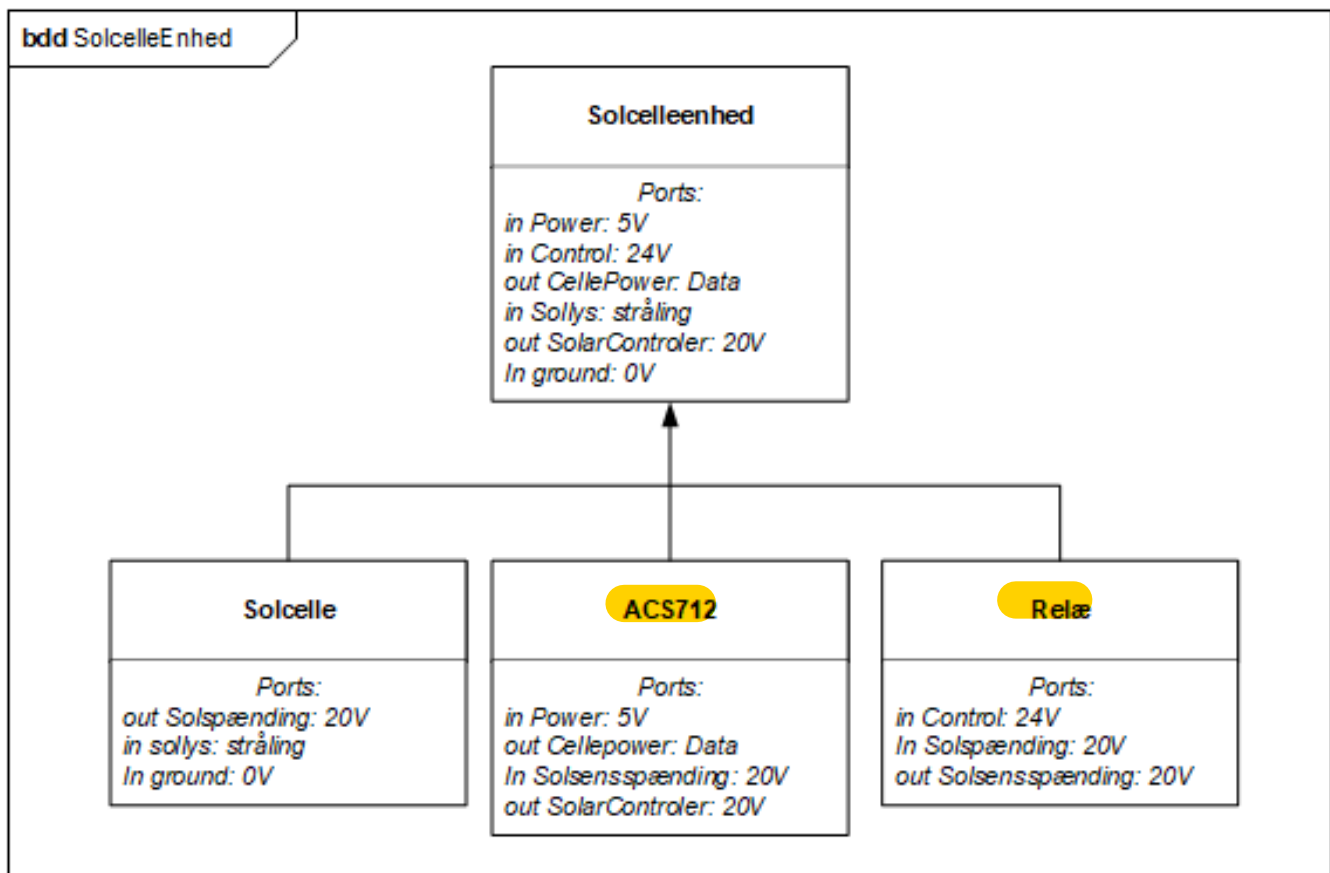 bdd SolcelleEnhed
Solcelleenhed
Ports:
in Power: 5V
in Control: 24V
out CellePower: Data
in Sollys: stråling
out SolarControler: 20V
In ground: 0V
Solcelle
Ports:
out Solspænding: 20V
in sollys: stråling
In ground: 0V
ACS712
Ports:
in Power: 5V
out Cellepower: Data
In Solsensspænding: 20V
out SolarControler: 20V
Relæ
Ports:
in Control: 24V
In Solspænding: 20V
out Solsensspænding: 20V